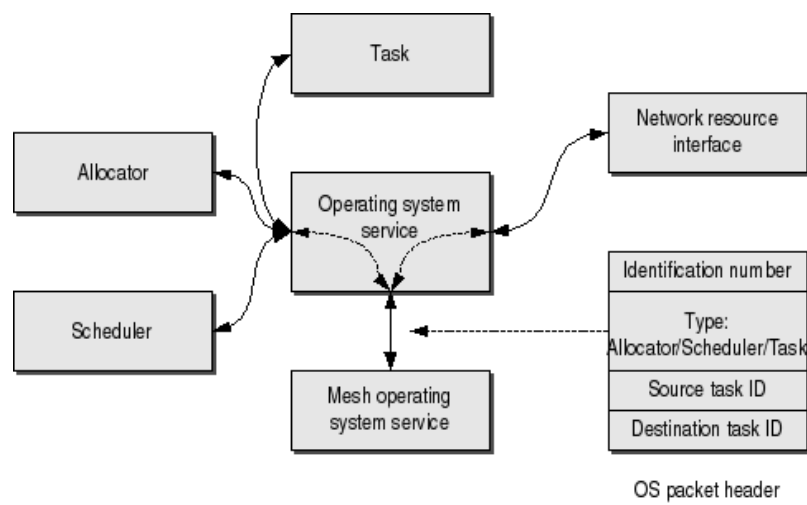 Task
Network resource
interface
Allocator
Operating system
service
Identification number
Scheduler
Type:
Allocator/Scheduler/Task
Mesh operating
system service
Source task ID
Destination task ID
OS packet header